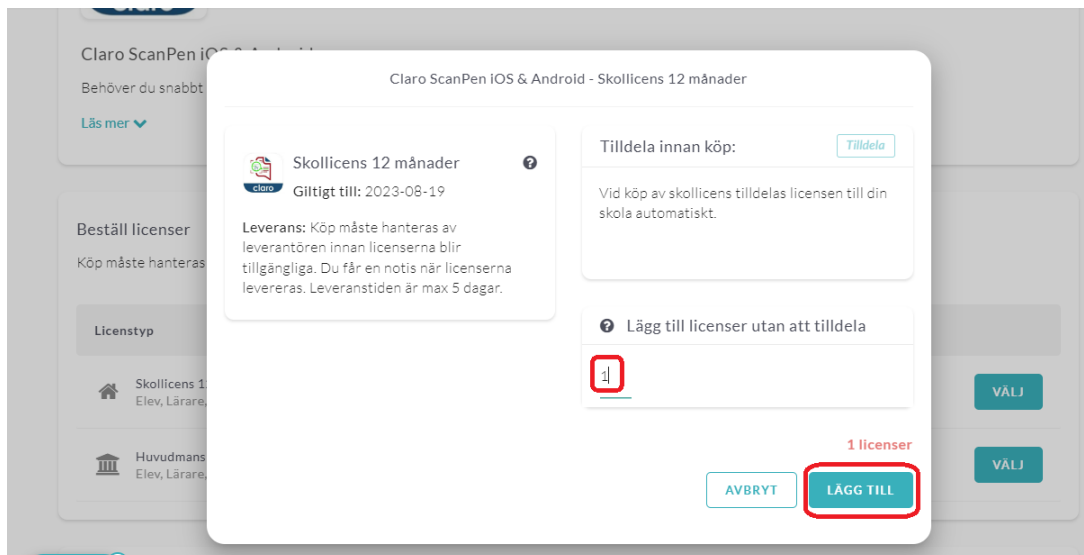 Claro ScanPen
Behöver du snabbt
Läs mer
Claro ScanPen iOS & Android - Skollicens 12 månader
Skollicens 12 månader
claro
Giltigt till: 2023-08-19
Leverans: Köp måste hanteras av
leverantören innan licenserna blir
tillgängliga. Du får en notis när licenserna
levereras. Leveranstiden är max 5 dagar.
Tilldela innan köp:
Tilldela
Vid köp av skollicens tilldelas licensen till din
skola automatiskt.
Lägg till licenser utan att tilldela
1
1 licenser
AVBRYT
LÄGG TILL
Beställ licenser
Köp måste hanteras
Licenstyp
Skollicens 1
Elev, Lärare,
VÄLJ
Huvudmans
Elev, Lärare,
VÄLJ